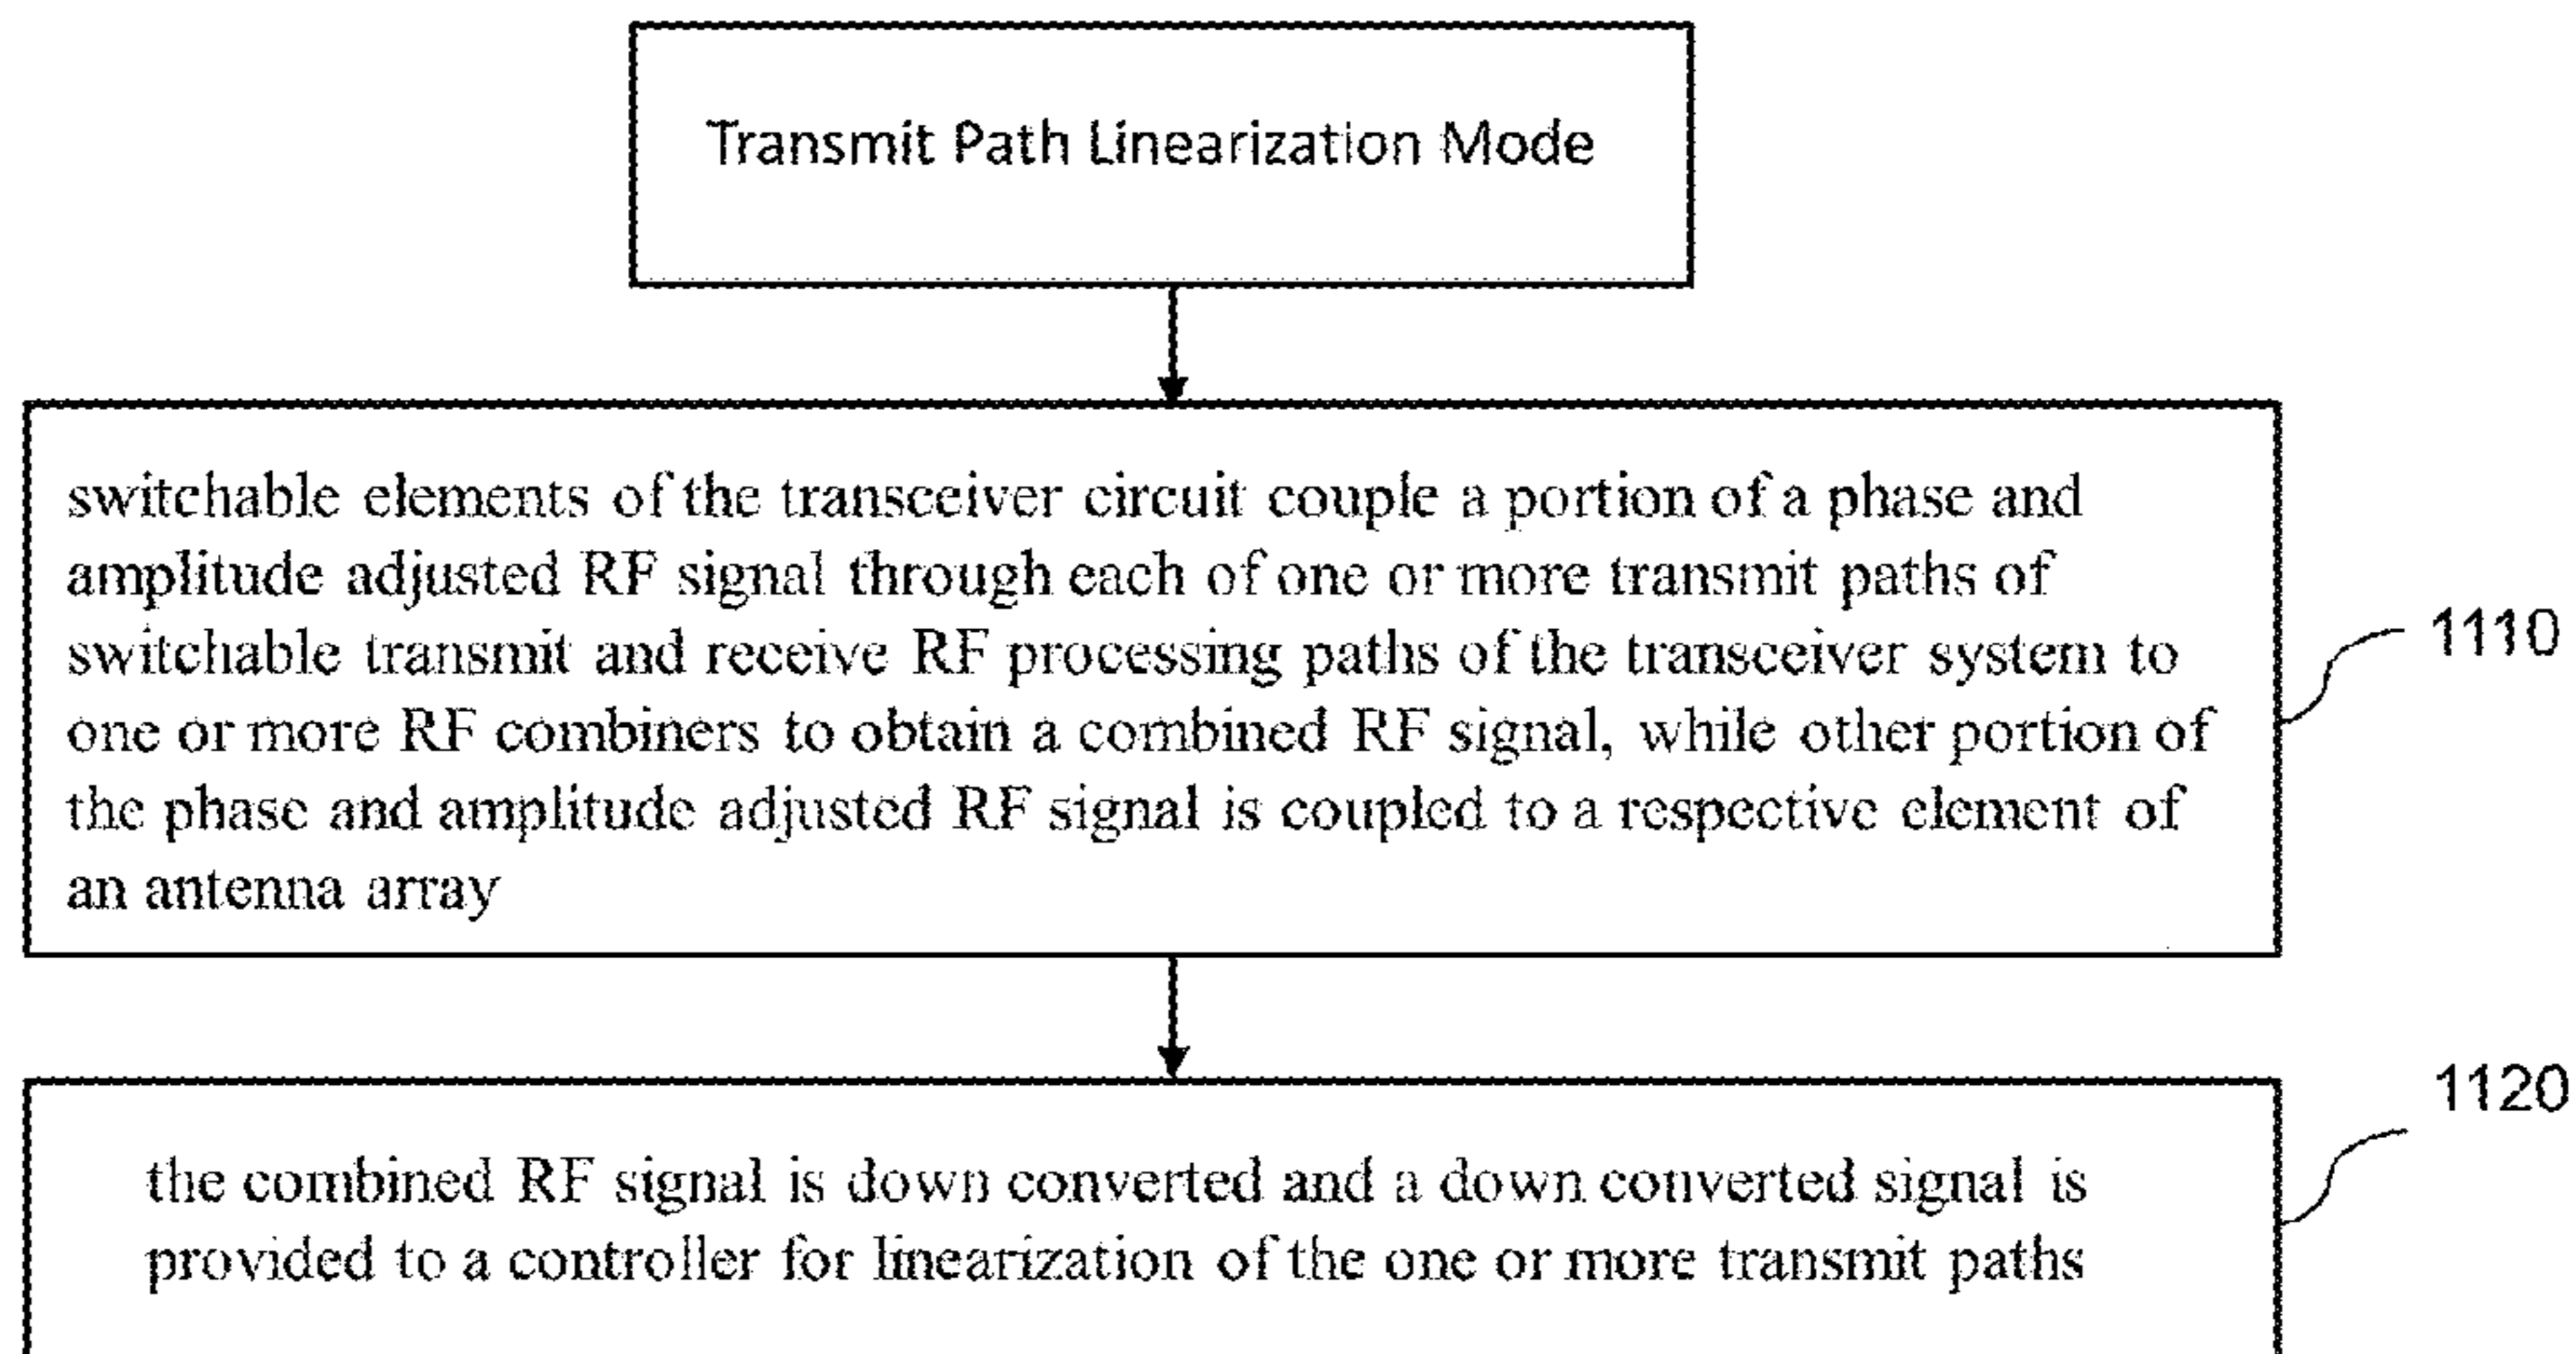 Transmit Path Linearization Mode
switchable elements of the transceiver circuit couple a portion of a phase and
amplitude adjusted RF signal through each of one or more transmit paths of
switchable transmit and receive RF processing paths of the transceiver system to
one or more RF combiners to obtain a combined RF signal, while other portion of
the phase and amplitude adjusted RF signal is coupled to a respective element of
an antenna array
1110
1120
the combined RF signal is down converted and a down converted signal is
provided to a controller for linearization of the one or more transmit paths